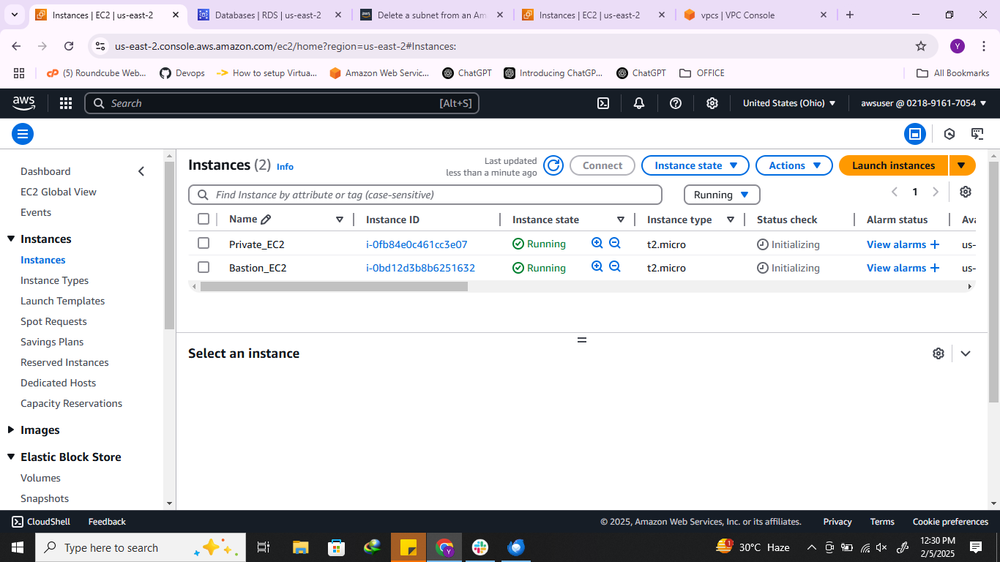 Instances | EC2 | us-east-2
Databases | RDS | us-east-2
Delete a subnet from an Am
Instances | EC2 | us-east-2
vpcs | VPC Console
us-east-2.console.aws.amazon.com/ec2/home?region=us-east-2#Instances:
Y
(5) Roundcube Web...
Devops
How to setup Virtua...
Amazon Web Servic...
ChatGPT
Introducing ChatGP...
ChatGPT
OFFICE
All Bookmarks
aws
Search
[Alt+S]
United States (Ohio)
awsuser @ 0218-9161-7054
Dashboard
EC2 Global View
Events
Instances
Instances
Instance Types
Launch Templates
Spot Requests
Savings Plans
Reserved Instances
Dedicated Hosts
Capacity Reservations
Images
Elastic Block Store
Volumes
Snapshots
Instances (2) Info
Last updated
less than a minute ago
Connect
Instance state
Actions
Launch instances
Find Instance by attribute or tag (case-sensitive)
Running
1
Name Instance ID Instance state Instance type Status check Alarm status Ava
Private_EC2 i-0fb84e0c461cc3e07 Running t2.micro Initializing View alarms + us-
Bastion_EC2 i-0bd12d3b8b6251632 Running t2.micro Initializing View alarms + us-
Select an instance
CloudShell
Feedback
© 2025, Amazon Web Services, Inc. or its affiliates.
Privacy
Terms
Cookie preferences
Type here to search
Y
1
30°C Haze
12:30 PM
2/5/2025